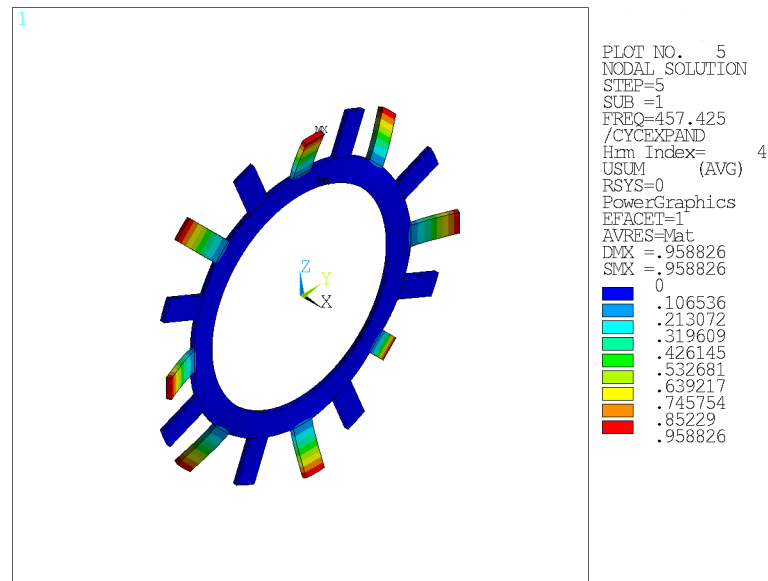 1
PLOT NO. 5
NODAL SOLUTION
STEP=5
SUB =1
FREQ=457.425
/CYCEXPAND
Hrm Index= 4
USUM (AVG)
RSYS=0
PowerGraphics
EFACET=1
AVRES=Mat
DMX =.958826
SMX =.958826
0
.106536
.213072
.319609
.426145
.532681
.639217
.745754
.85229
.958826
MX
Z
Y
X